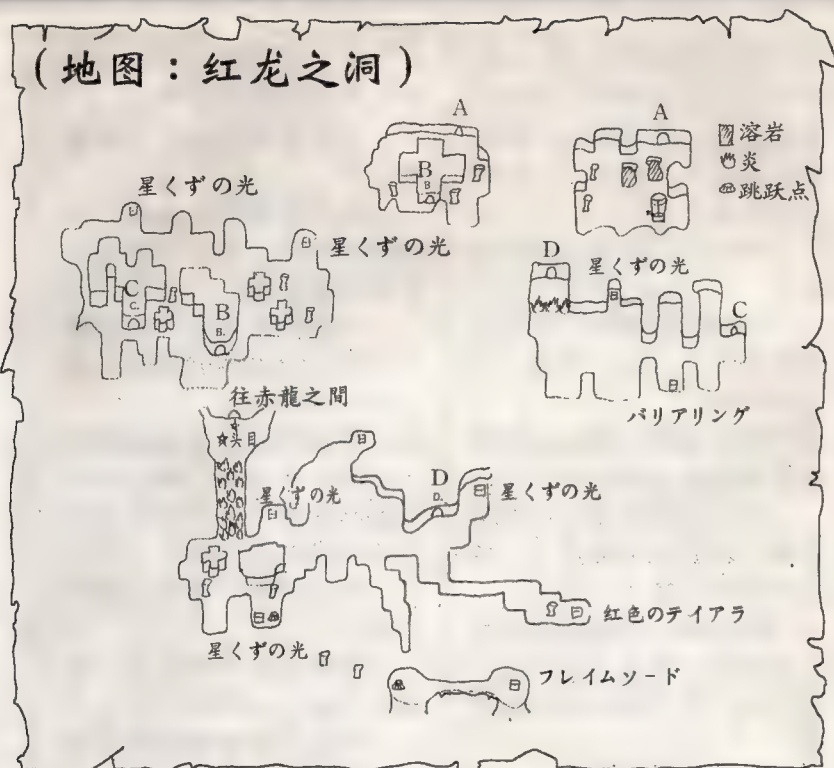 (地图：红龙之洞)
A
A
溶岩
炎
跳跃点
B
B
星くずの光
星くずの光
D
星くずの光
C
C.
B
B.
C
バリアリング
往赤龍之間
头目
星くずの光
D
D.
星くずの光
红色のテイアラ
星くずの光
フレイムソード